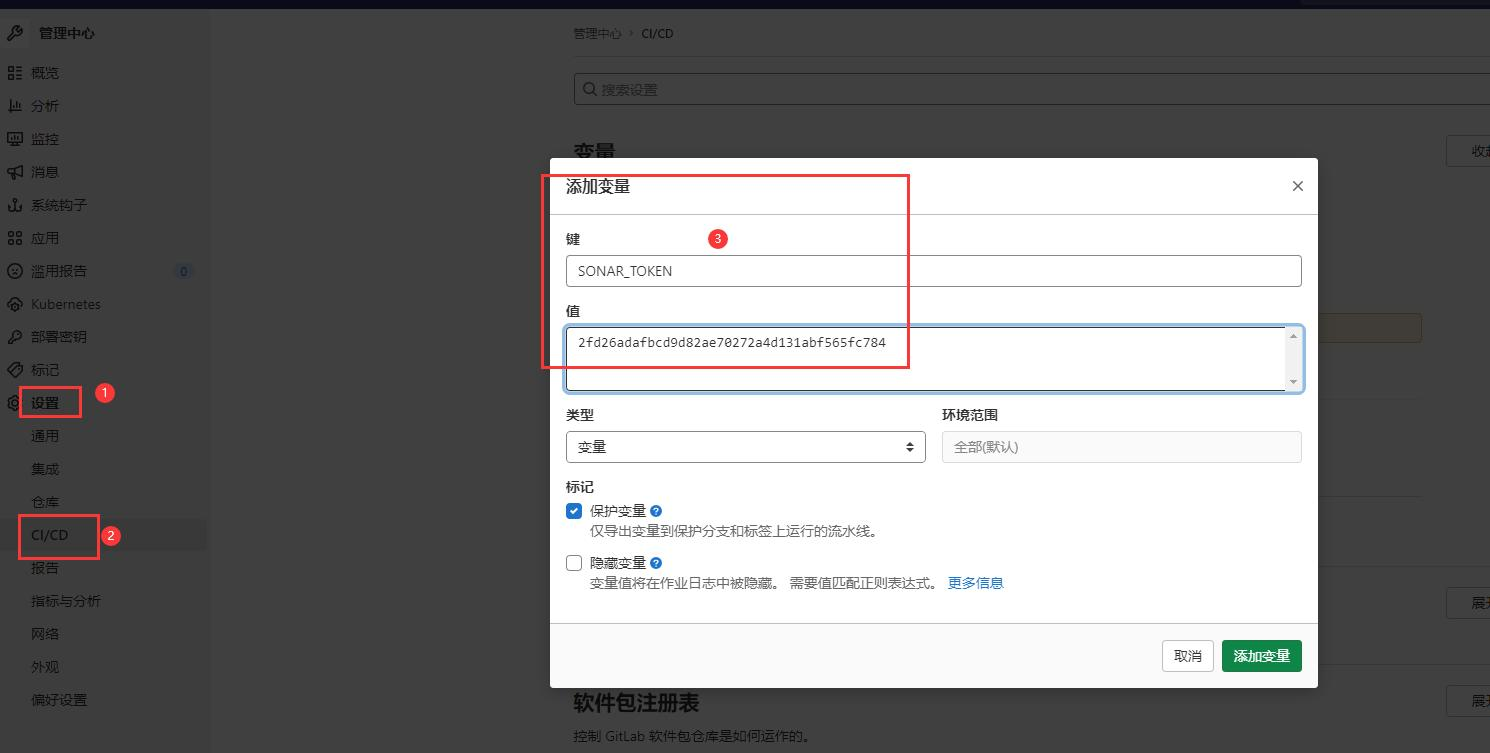 管理中心
概览
分析
监控
消息
系统钩子
应用
滥用报告 0
Kubernetes
部署密钥
标记
设置 1
通用
集成
仓库
CI/CD 2
报告
指标与分析
网络
外观
偏好设置
管理中心 › CI/CD
搜索设置
变量
收起
添加变量 ×
键 3
SONAR_TOKEN
值
2fd26adafbcd9d82ae70272a4d131abf565fc784
类型 环境范围
变量 全部(默认)
标记
保护变量 ?
仅导出变量到保护分支和标签上运行的流水线。
隐藏变量 ?
变量值将在作业日志中被隐藏。 需要值匹配正则表达式。 更多信息
取消 添加变量
软件包注册表
控制 GitLab 软件包仓库是如何运作的。